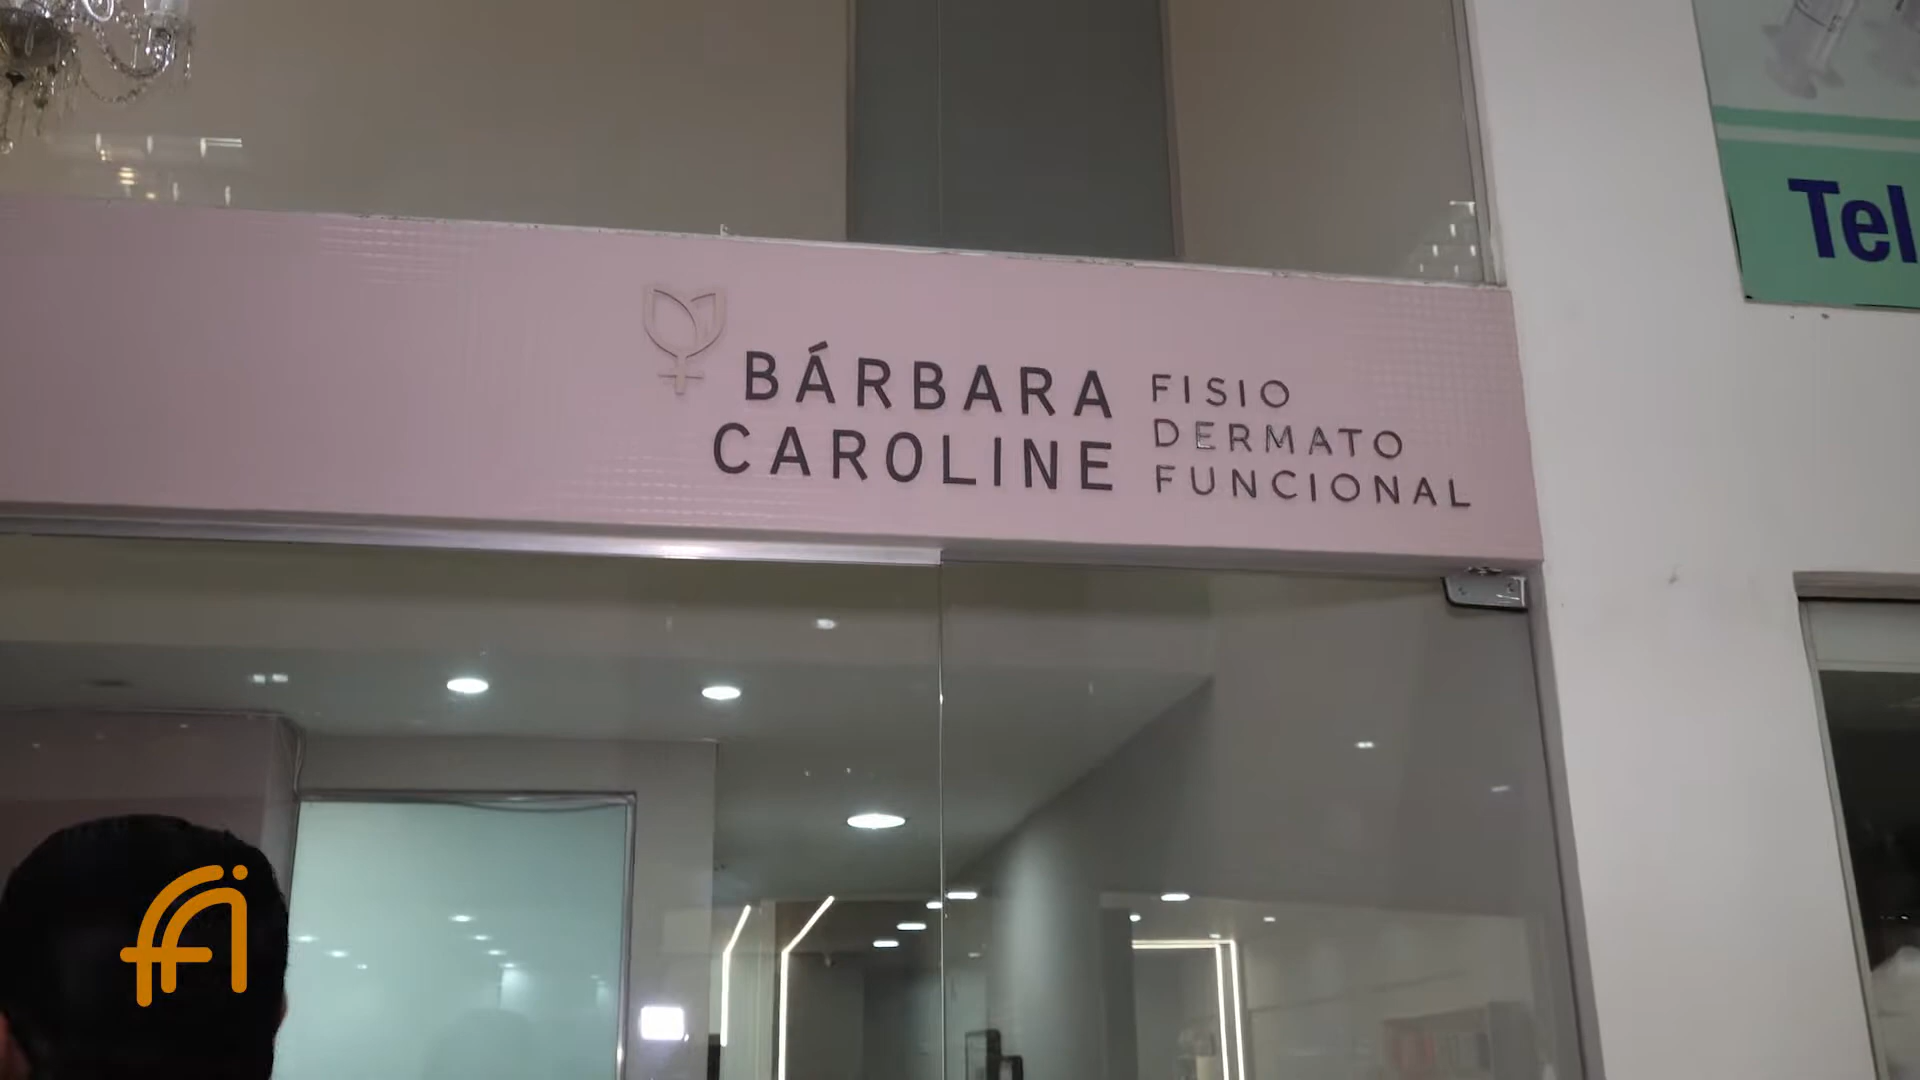 BÁRBARA
CAROLINE
FISIO
DERMATO
FUNCIONAL
Tel